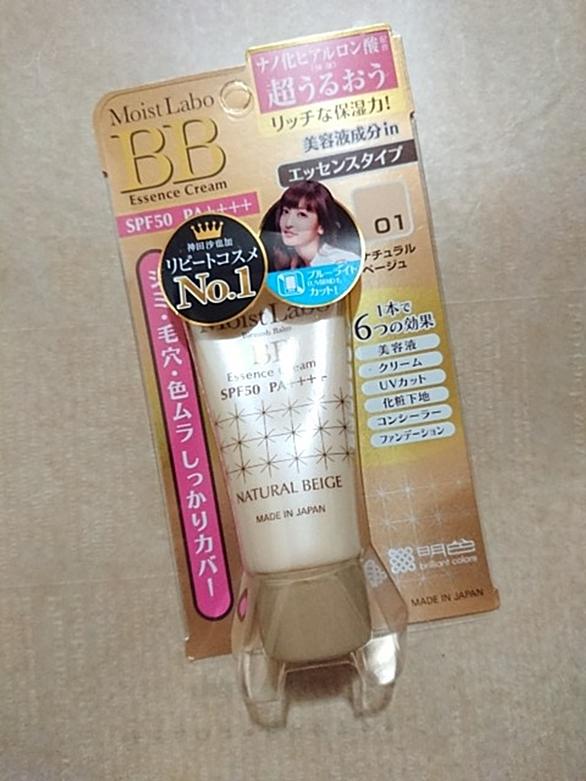 ナノ化ヒアルロン酸配合
超うるおう
リッチな保湿力!
美容液成分in
エッセンスタイプ
Moist Labo
BB
Essence Cream
SPF50 PA++++
神田沙也加
リピートコスメ
No.1
ブルーライト
カット!
01
ナチュラル
ベージュ
シミ・毛穴・色ムラ しっかりカバー
1本で
6つの効果
美容液
クリーム
UVカット
化粧下地
コンシーラー
ファンデーション
Moist Labo
BB
Essence Cream
SPF50 PA++++
NATURAL BEIGE
MADE IN JAPAN
明色
brilliant colors
MADE IN JAPAN